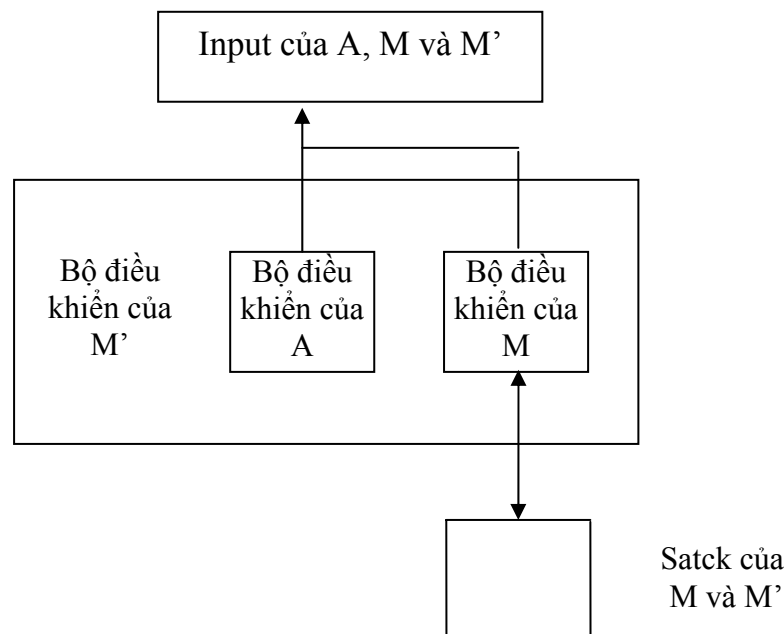 Input của A, M và M’
Bộ điều
khiển của
M’
Bộ điều
khiển của
A
Bộ điều
khiển của
M
Satck của
M và M’